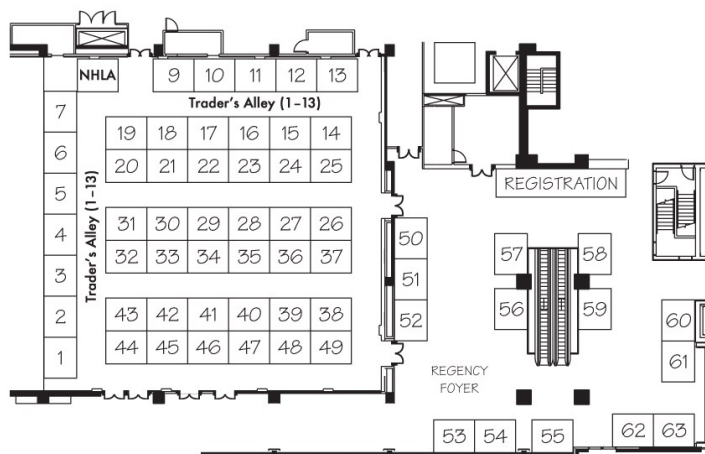 NHLA 9 10 11 12 13
Trader's Alley (1–13)
7
6
5
4
3
2
1
Trader's Alley (1–13)
19 18 17 16 15 14
20 21 22 23 24 25
31 30 29 28 27 26
32 33 34 35 36 37
43 42 41 40 39 38
44 45 46 47 48 49
REGISTRATION
50
51
52
57 58
56 59
60
61
REGENCY
FOYER
53 54 55 62 63